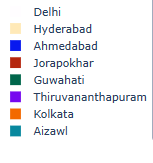 Delhi
Hyderabad
Ahmedabad
Jorapokhar
Guwahati
Thiruvananthapuram
Kolkata
Aizawl